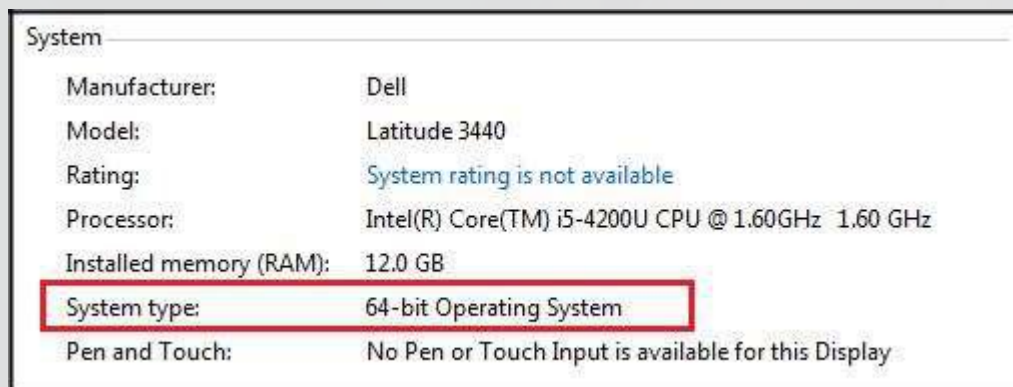 System
Manufacturer: Dell
Model: Latitude 3440
Rating: System rating is not available
Processor: Intel(R) Core(TM) i5-4200U CPU @ 1.60GHz 1.60 GHz
Installed memory (RAM): 12.0 GB
System type: 64-bit Operating System
Pen and Touch: No Pen or Touch Input is available for this Display